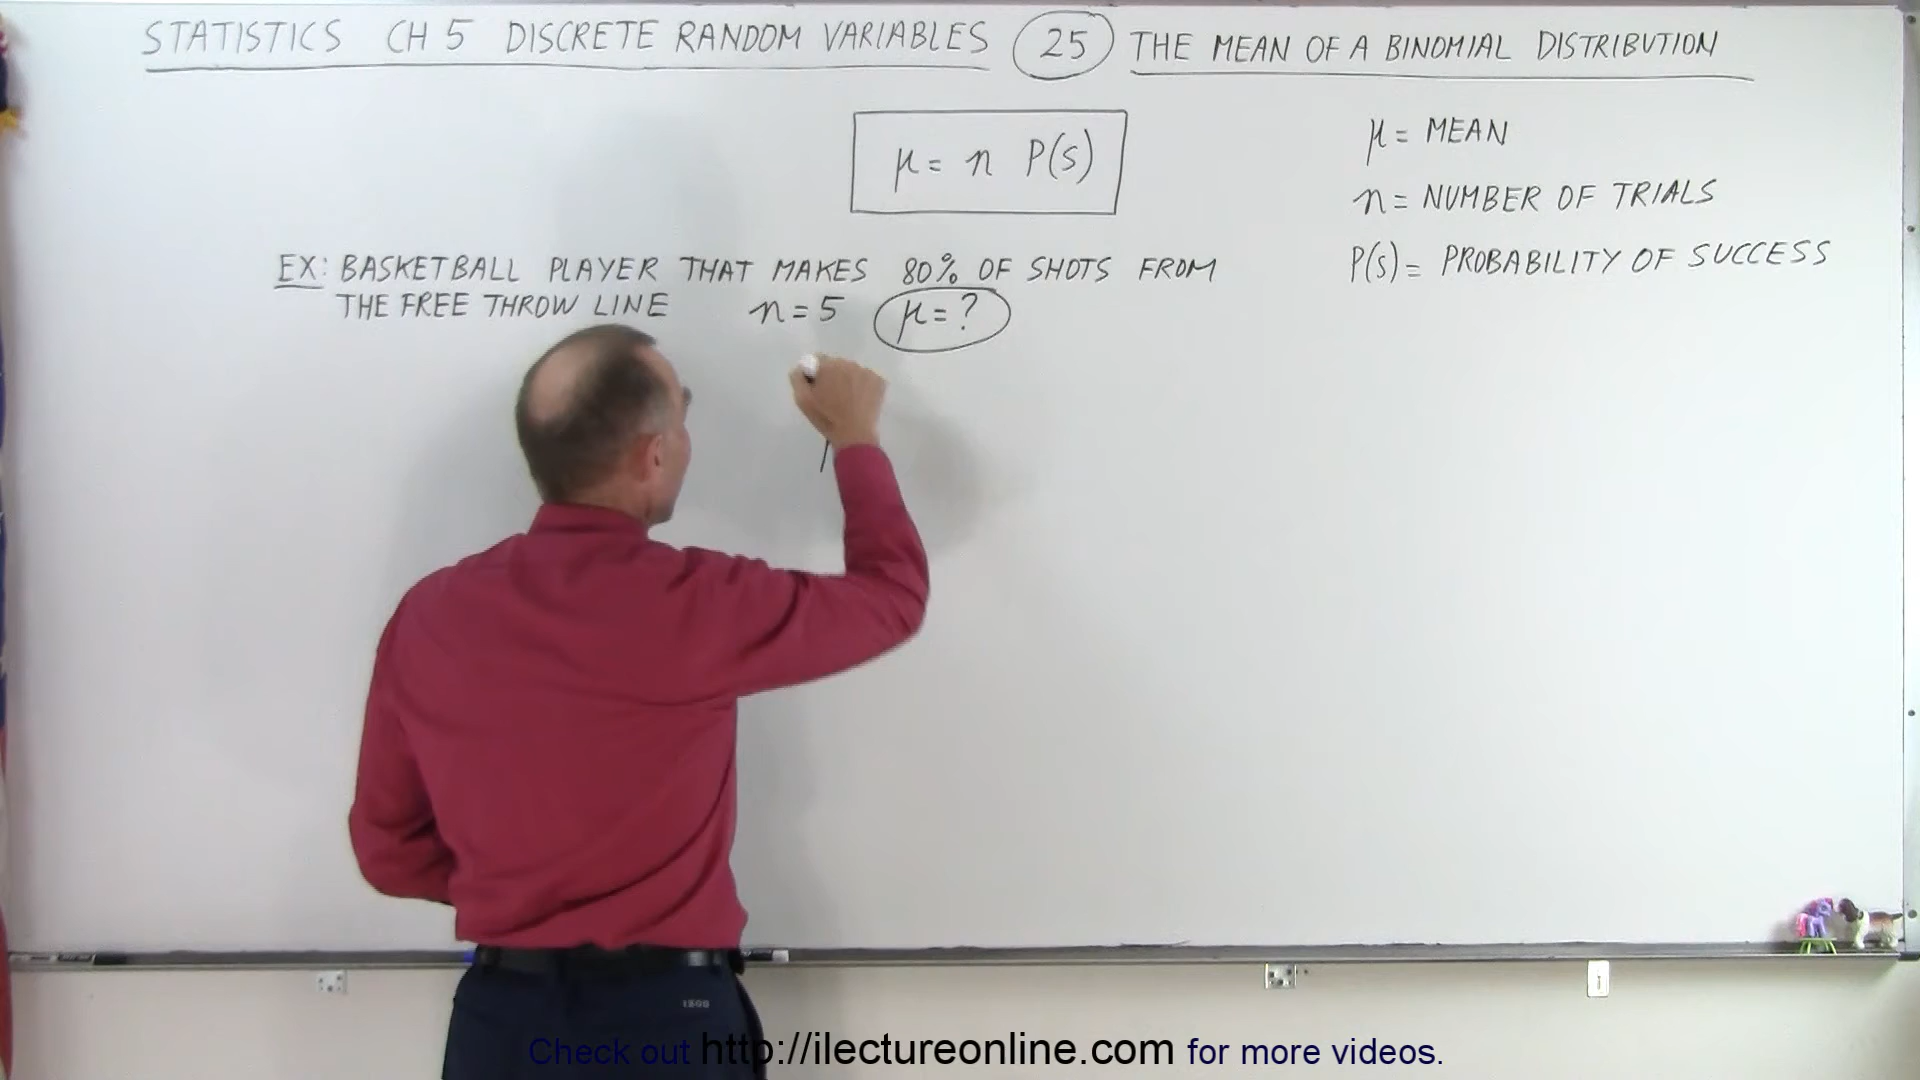 STATISTICS CH 5 DISCRETE RANDOM VARIABLES 25 THE MEAN OF A BINOMIAL DISTRIBUTION
μ = n P(s)
μ = MEAN
n = NUMBER OF TRIALS
P(s) = PROBABILITY OF SUCCESS
EX: BASKETBALL PLAYER THAT MAKES 80% OF SHOTS FROM
THE FREE THROW LINE n = 5 μ = ?
IZOD
Check out http://ilectureonline.com for more videos.